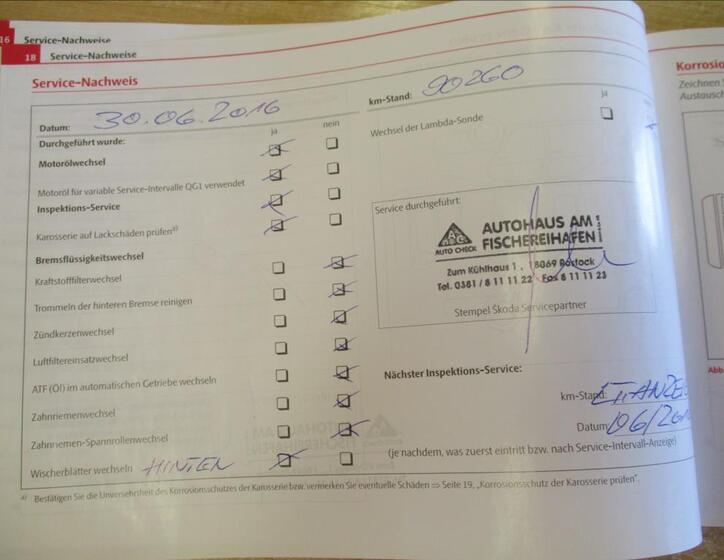 16 Service-Nachweise
18 Service-Nachweise
Service-Nachweis
Datum: 30.06.2016
ja nein
Durchgeführt wurde:
Motorölwechsel
Motoröl für variable Service-Intervalle QG1 verwendet
Inspektions-Service
Karosserie auf Lackschäden prüfen a)
Bremsflüssigkeitswechsel
Kraftstofffilterwechsel
Trommeln der hinteren Bremse reinigen
Zündkerzenwechsel
Luftfiltereinsatzwechsel
ATF (Öl) im automatischen Getriebe wechseln
Zahnriemenwechsel
Zahnriemen-Spannrollenwechsel
Wischerblätter wechseln HINTEN
km-Stand: 90260
ja
Wechsel der Lambda-Sonde
Service durchgeführt:
AUTOHAUS AM
FISCHEREIHAFEN
AUTO CHECK
Zum Kühlhaus 1, 18069 Rostock
Tel. 0381 / 8 11 11 22 Fax 8 11 11 23
Stempel Škoda Servicepartner
Nächster Inspektions-Service:
km-Stand:
Datum 06/20
(je nachdem, was zuerst eintritt bzw. nach Service-Intervall-Anzeige)
a) Bestätigen Sie die Unversehrtheit des Korrosionsschutzes der Karosserie bzw. vermerken Sie eventuelle Schäden ⇒ Seite 19, „Korrosionsschutz der Karosserie prüfen".
Korrosio
Zeichnen
Austausch
Abb